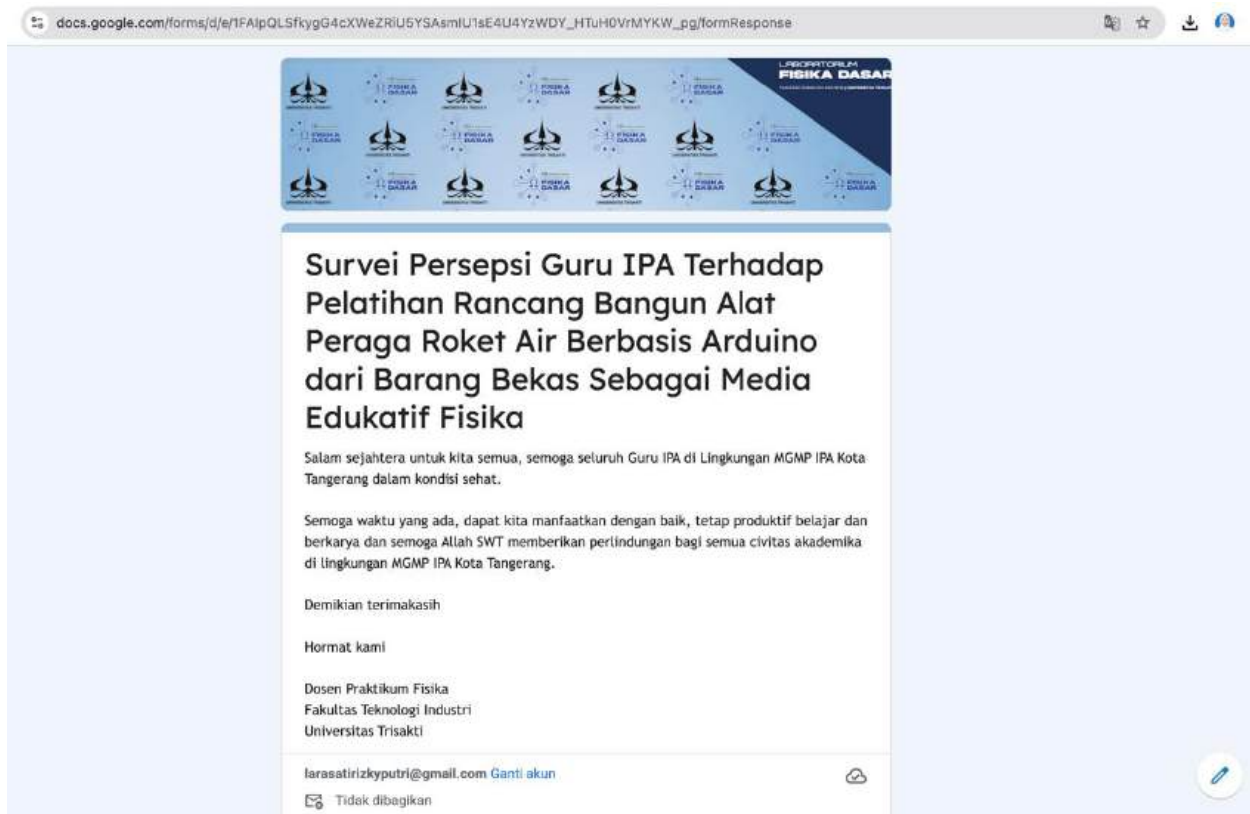 docs.google.com/forms/d/e/1FAIpQLSfkygG4cXWeZRiU5YSAsmIU1sE4U4YzWDY_HTuH0VrMYKW_pg/formResponse
LABORATORIUM
FISIKA DASAR
Survei Persepsi Guru IPA Terhadap
Pelatihan Rancang Bangun Alat
Peraga Roket Air Berbasis Arduino
dari Barang Bekas Sebagai Media
Edukatif Fisika
Salam sejahtera untuk kita semua, semoga seluruh Guru IPA di Lingkungan MGMP IPA Kota
Tangerang dalam kondisi sehat.
Semoga waktu yang ada, dapat kita manfaatkan dengan baik, tetap produktif belajar dan
berkarya dan semoga Allah SWT memberikan perlindungan bagi semua civitas akademika
di lingkungan MGMP IPA Kota Tangerang.
Demikian terimakasih
Hormat kami
Dosen Praktikum Fisika
Fakultas Teknologi Industri
Universitas Trisakti
larasatirizkyputri@gmail.com Ganti akun
Tidak dibagikan